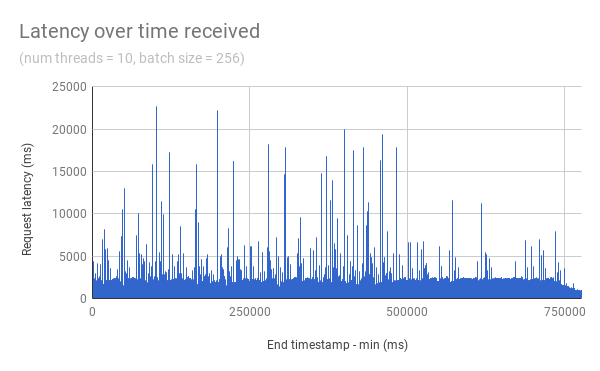 Latency over time received
(num threads = 10, batch size = 256)
25000
20000
15000
10000
5000
0
Request latency (ms)
0
250000
500000
750000
End timestamp - min (ms)